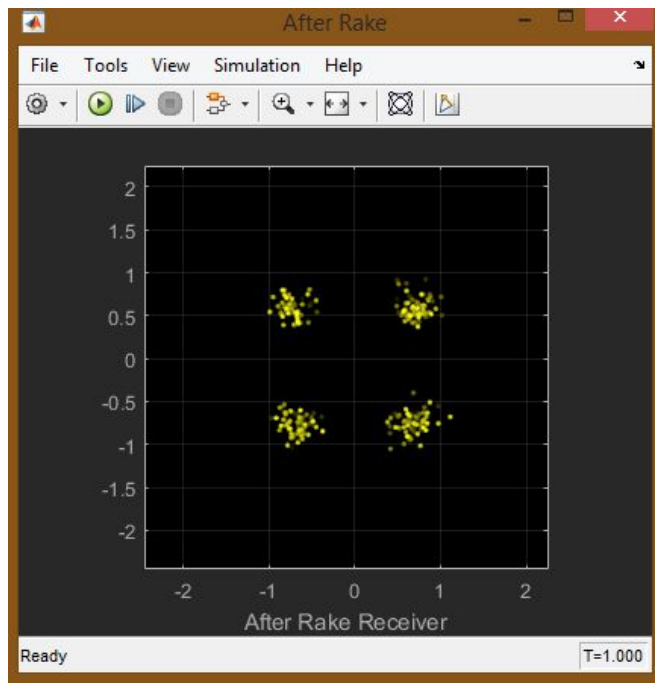 After Rake
File Tools View Simulation Help
2
1.5
1
0.5
0
-0.5
-1
-1.5
-2
-2 -1 0 1 2
After Rake Receiver
Ready T=1.000